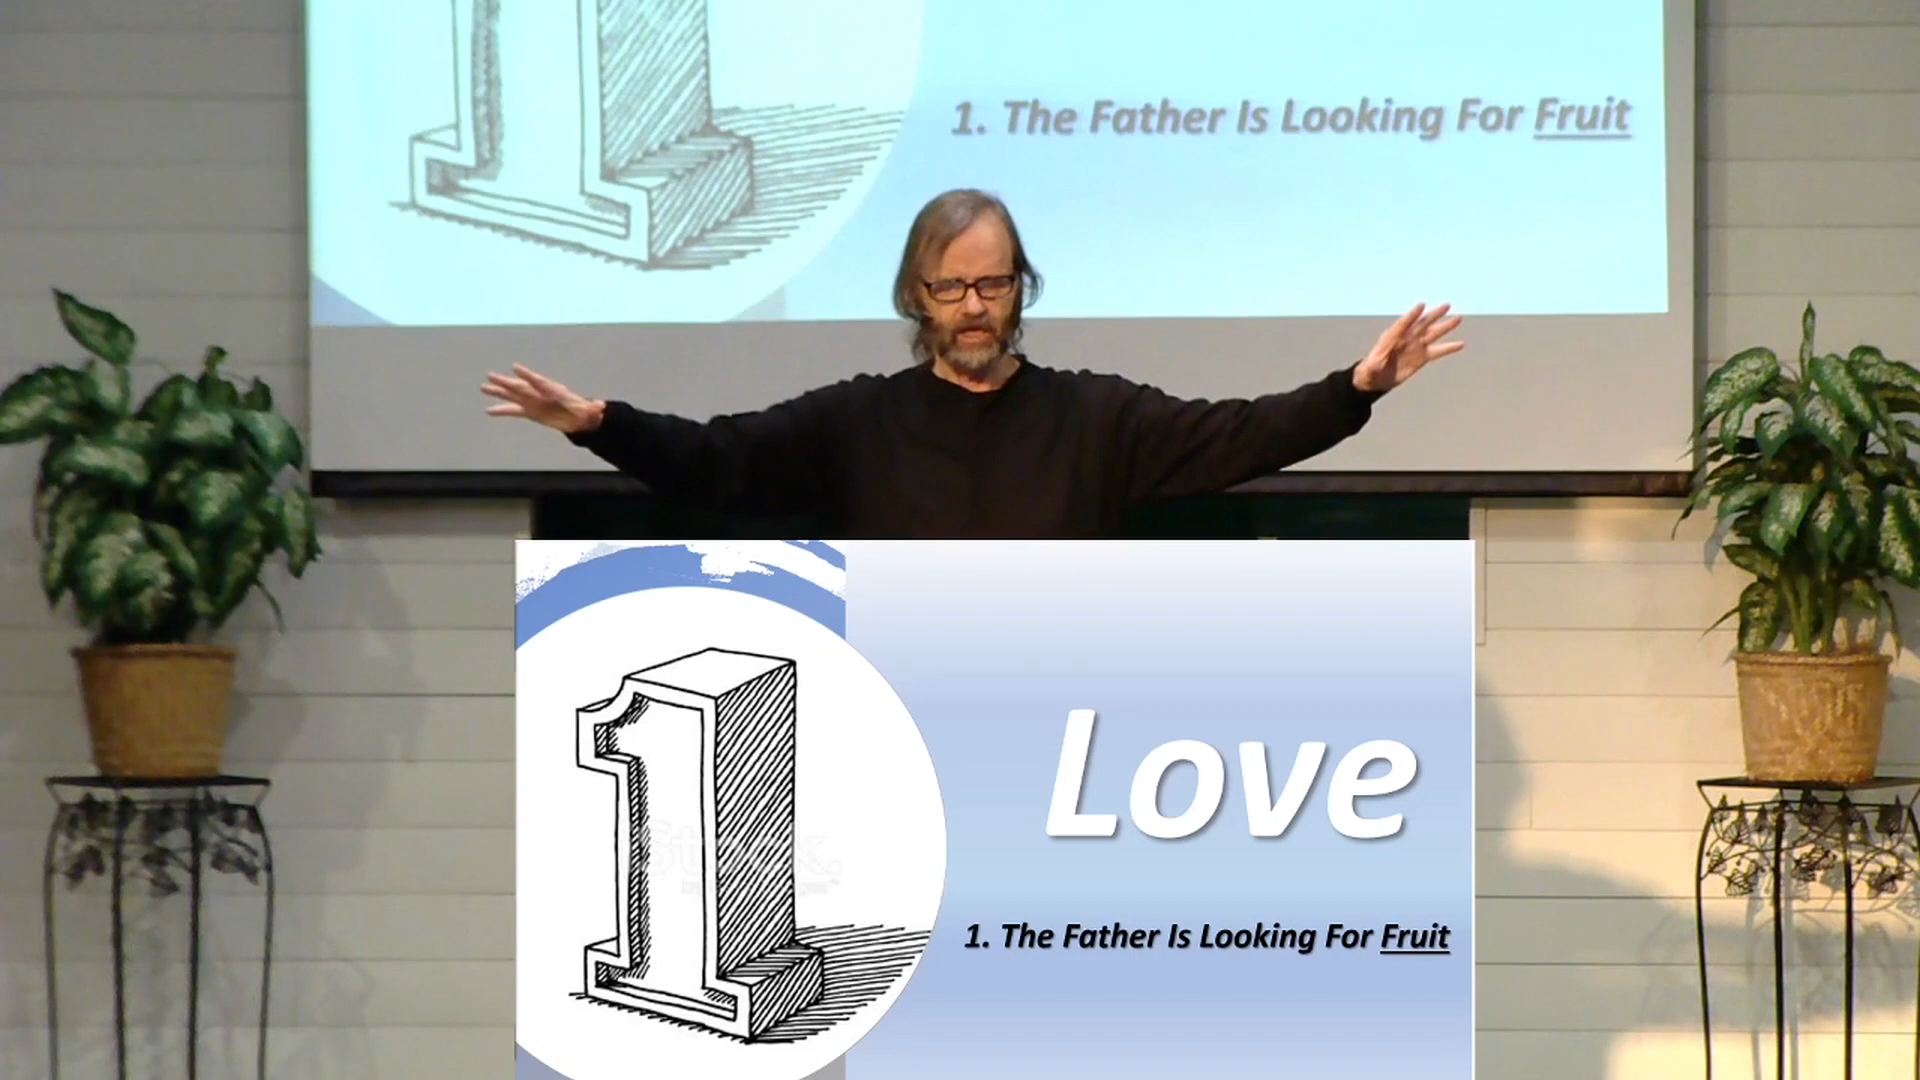 1. The Father Is Looking For Fruit
Love
1. The Father Is Looking For Fruit